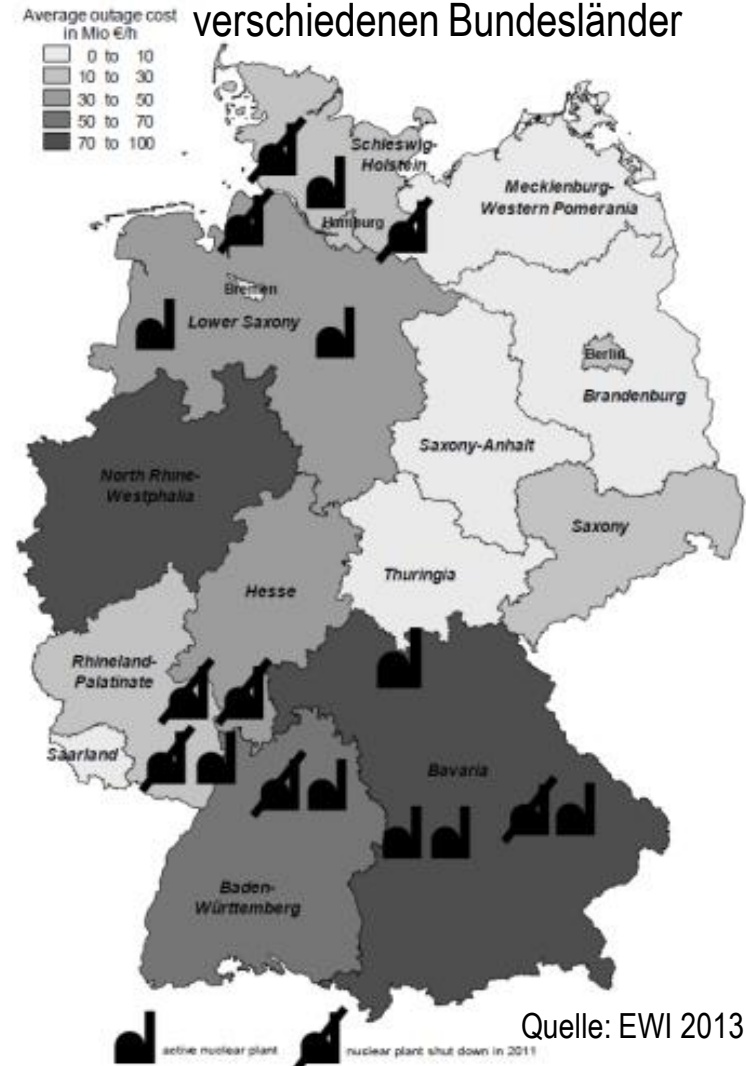 verschiedenen Bundesländer
Average outage cost
in Mio €/h
0 to 10
10 to 30
30 to 50
50 to 70
70 to 100
Schleswig-
Holstein
Mecklenburg-
Western Pomerania
Hamburg
Bremen
Lower Saxony
Berlin
Brandenburg
Saxony-Anhalt
North Rhine-
Westphalia
Saxony
Hesse
Thuringia
Rhineland-
Palatinate
Saarland
Bavaria
Baden-
Württemberg
Quelle: EWI 2013
active nuclear plant
nuclear plant shut down in 2011